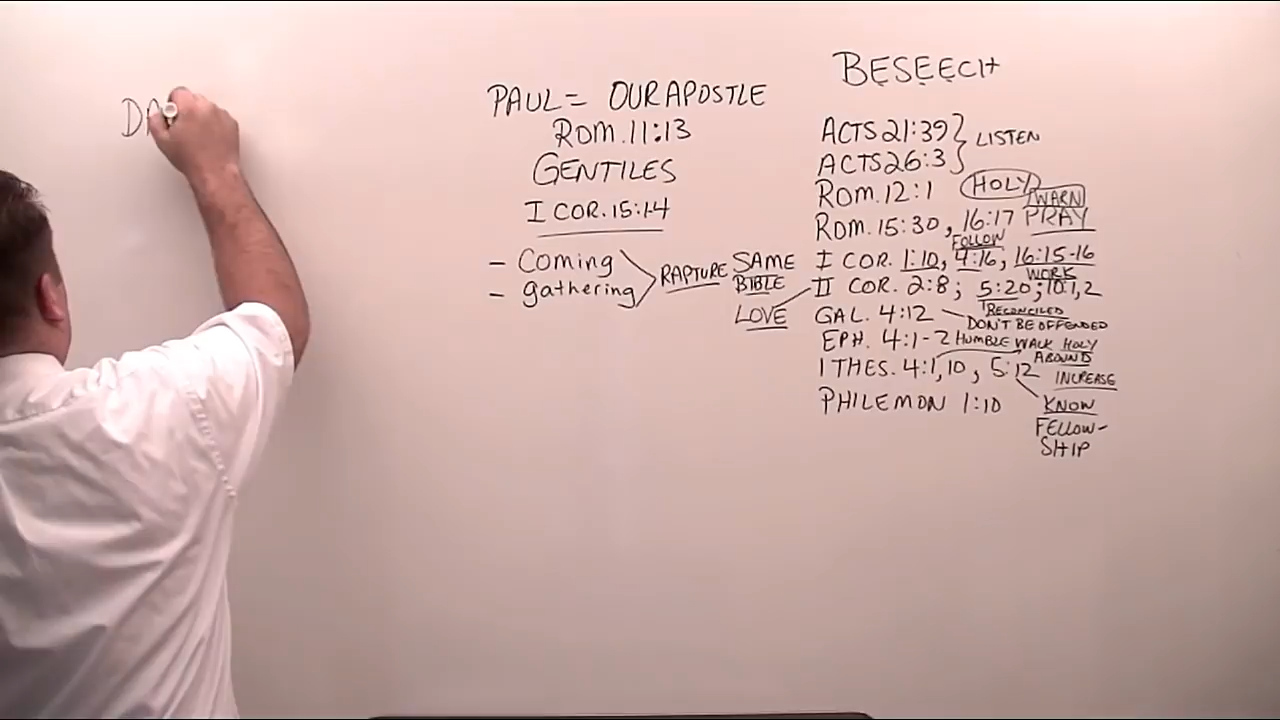 DA
PAUL = OUR APOSTLE
ROM. 11:13
GENTILES
I COR. 15:1-4
- Coming
- gathering
RAPTURE
SAME
BIBLE
LOVE
BESEECH
ACTS 21:39
ACTS 26:3
LISTEN
ROM. 12:1 HOLY
WARN
ROM. 15:30, 16:17 PRAY
FOLLOW
I COR. 1:10, 4:16, 16:15-16
WORK
II COR. 2:8; 5:20; 10:1,2
RECONCILED
GAL. 4:12
DON'T BE OFFENDED
EPH. 4:1-2 HUMBLE WALK HOLY
ABOUND
1 THES. 4:1,10, 5:12
INCREASE
PHILEMON 1:10
KNOW
FELLOW-
SHIP